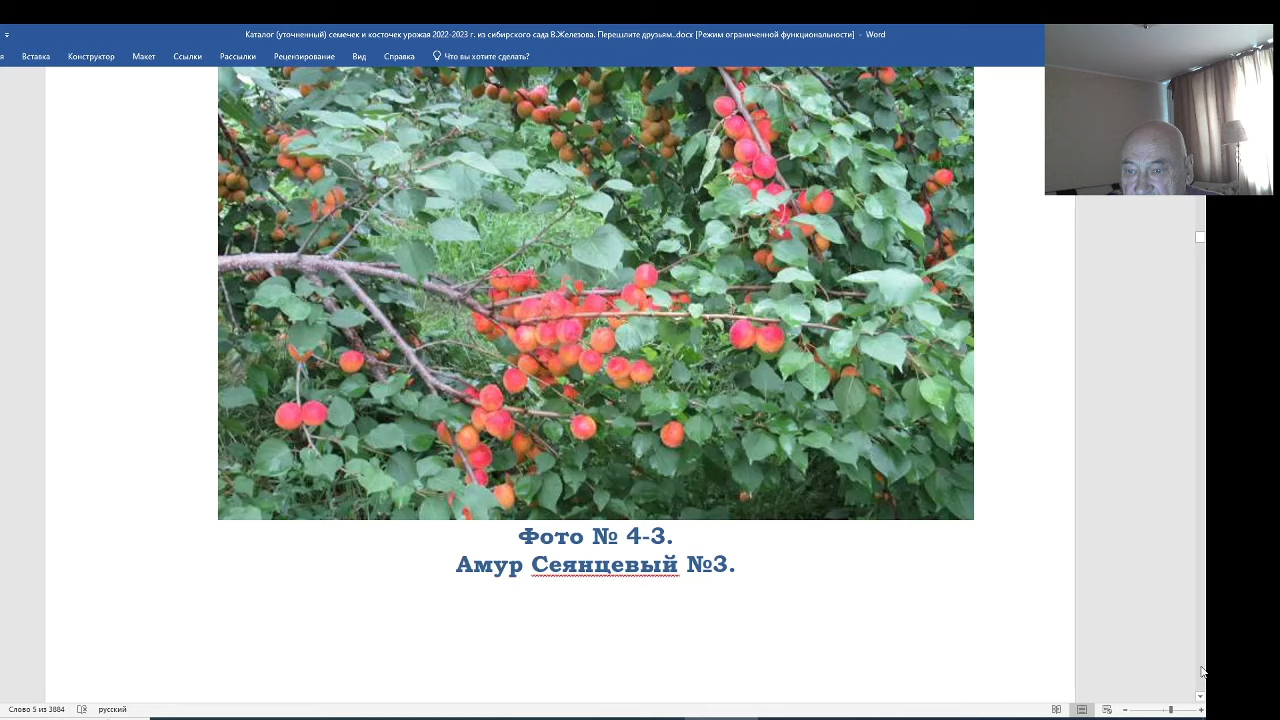 Каталог (уточненный) семечек и косточек урожая 2022-2023 г. из сибирского сада В.Железова. Перешлите друзьям..docx [Режим ограниченной функциональности] - Word
Вставка Конструктор Макет Ссылки Рассылки Рецензирование Вид Справка Что вы хотите сделать?
Фото № 4-3.
Амур Сеянцевый №3.
Слово 5 из 3884 русский